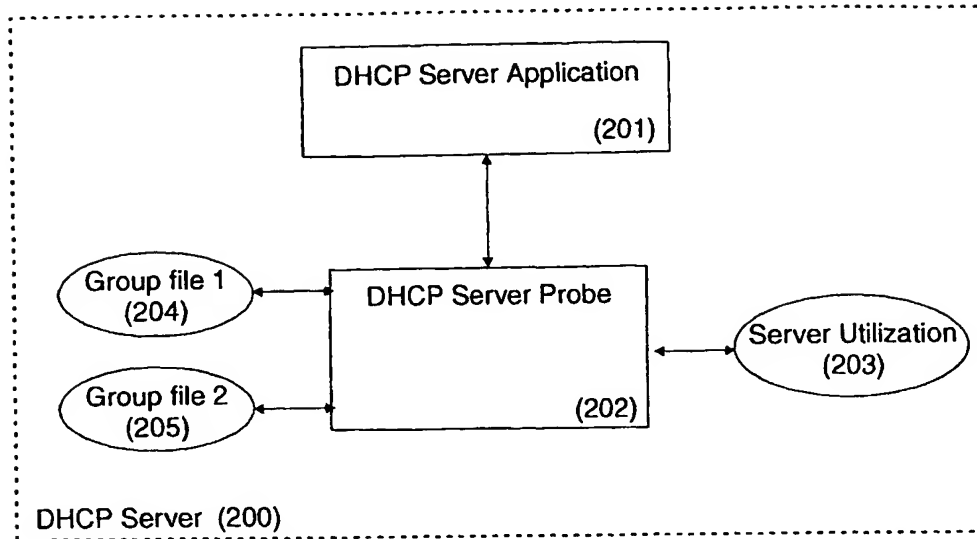 DHCP Server Application
(201)
Group file 1
(204)
DHCP Server Probe
Server Utilization
(203)
Group file 2
(205)
(202)
DHCP Server (200)